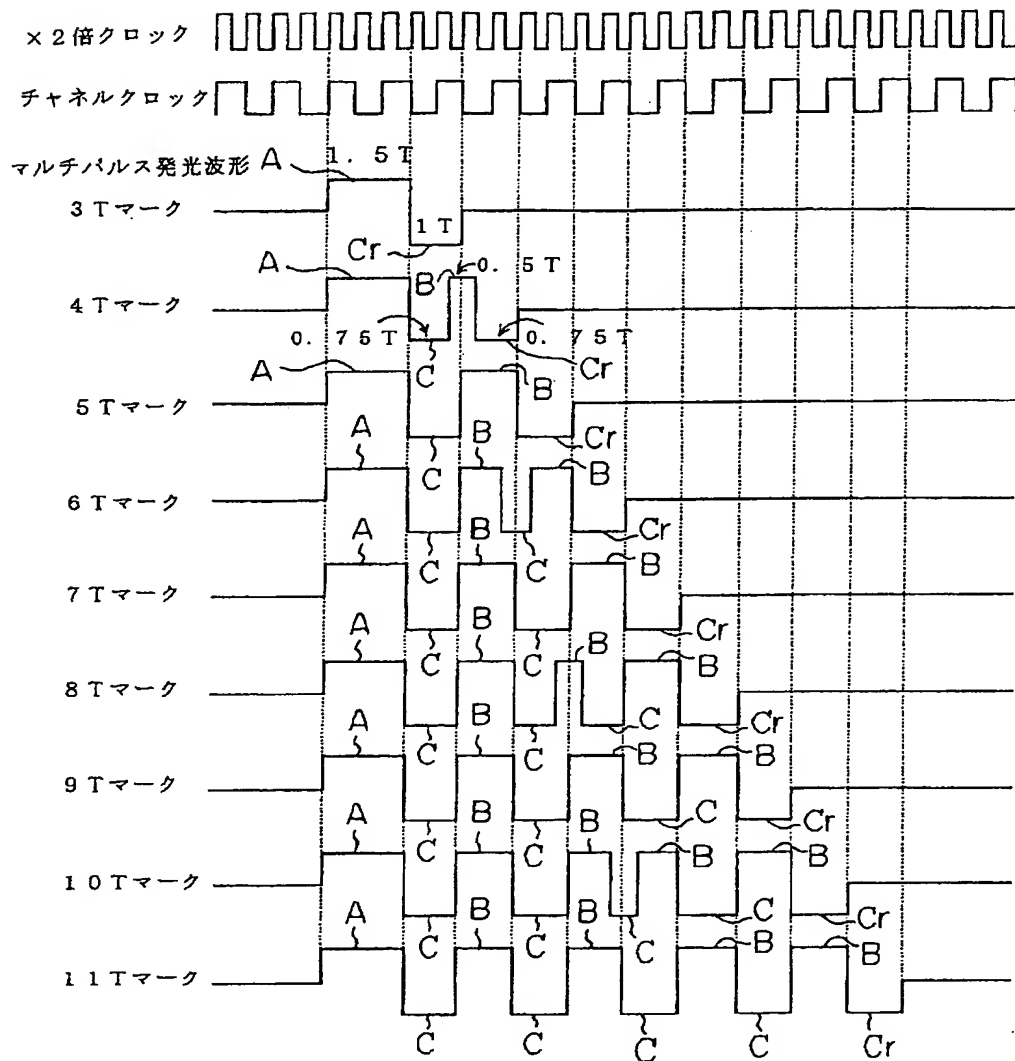 ×2倍クロック
チャネルクロック
マルチパルス発光波形 A 1.5T
3Tマーク
1T
Cr
A B 0.5T
4Tマーク
0.75T 0.75T
C Cr
A
B
5Tマーク
Cr
A B B
C
6Tマーク
Cr
A B
C C B
7Tマーク
Cr
A B B
C C B
8Tマーク
C Cr
A B B B
C C
9Tマーク
C Cr
A B B B B
C C
10Tマーク
C Cr
A B B B B
C C C
11Tマーク
C C C C Cr